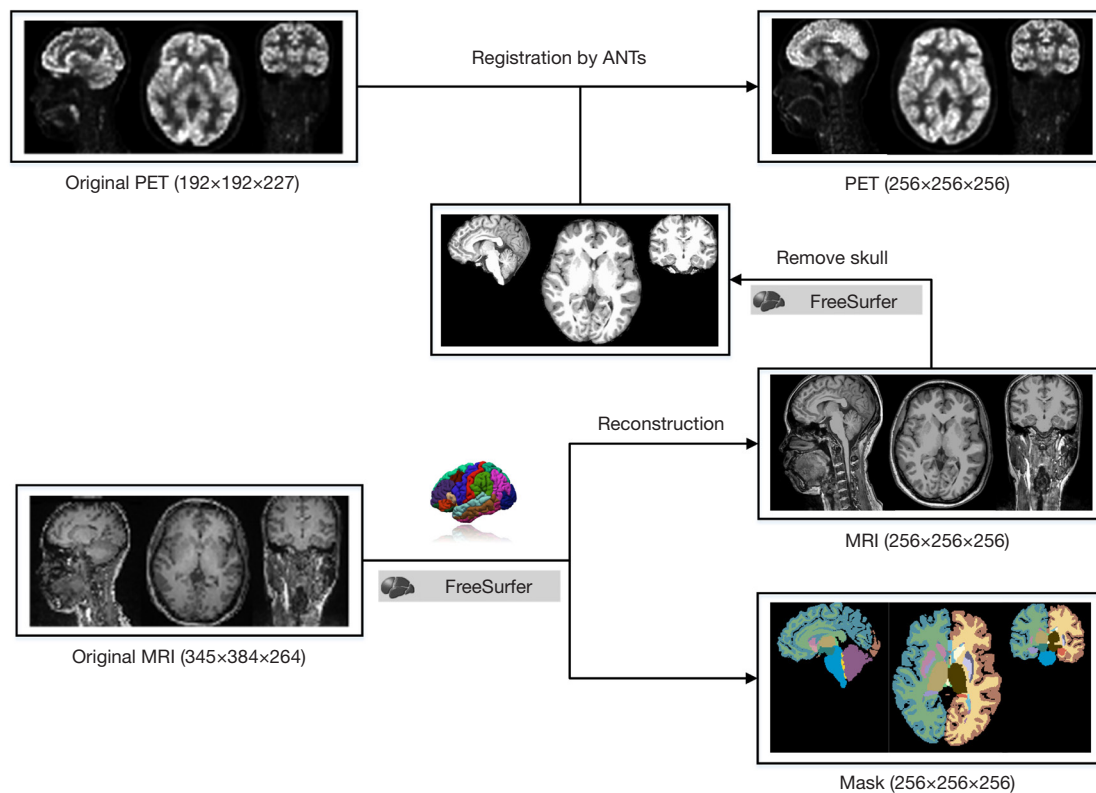 Registration by ANTs
Original PET (192×192×227)
PET (256×256×256)
Remove skull
FreeSurfer
Reconstruction
MRI (256×256×256)
FreeSurfer
Original MRI (345×384×264)
Mask (256×256×256)